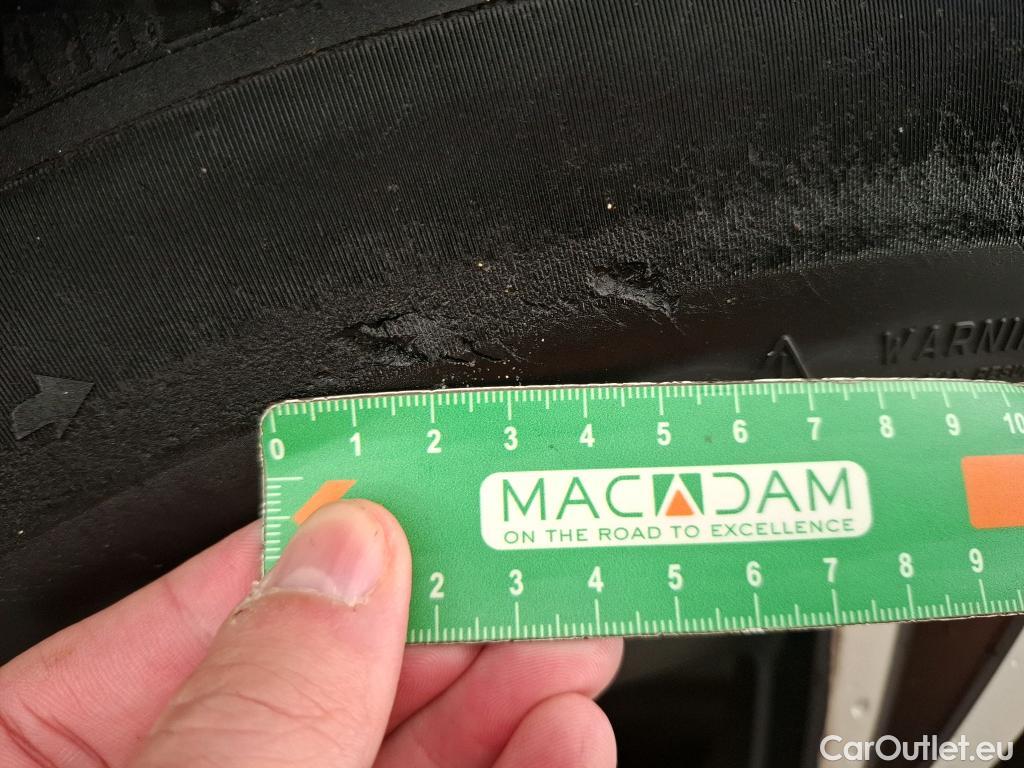 WARNI
0 1 2 3 4 5 6 7 8 9 10
MACADAM
ON THE ROAD TO EXCELLENCE
2 3 4 5 6 7 8 9
CarOutlet.eu